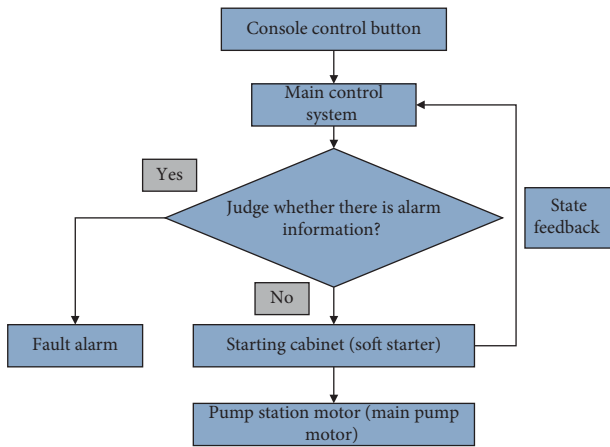 Console control button
Main control
system
Yes
Judge whether there is alarm
information?
State
feedback
No
Fault alarm
Starting cabinet (soft starter)
Pump station motor (main pump
motor)